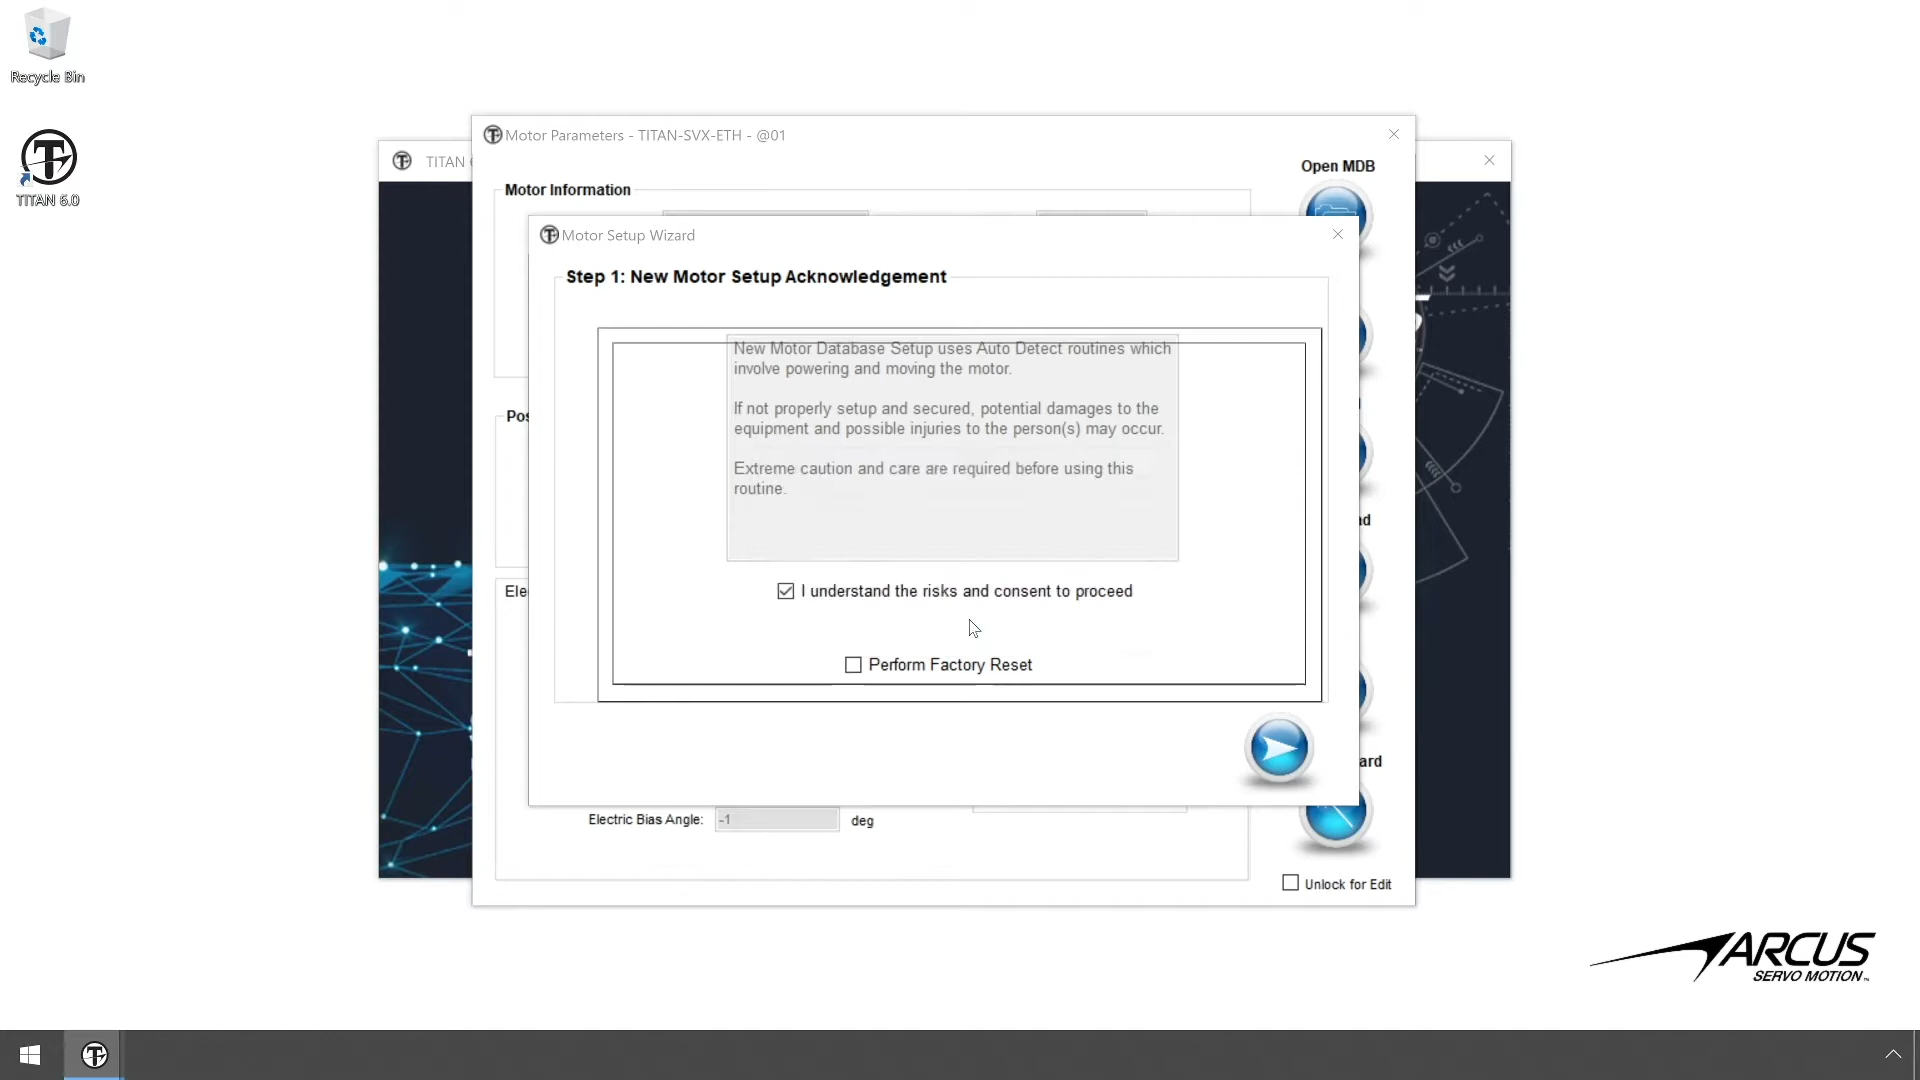 Recycle Bin
TITAN 6.0
TITAN
Motor Parameters - TITAN-SVX-ETH - @01
Open MDB
Motor Information
Motor Setup Wizard
Step 1: New Motor Setup Acknowledgement
New Motor Database Setup uses Auto Detect routines which
involve powering and moving the motor.
If not properly setup and secured, potential damages to the
equipment and possible injuries to the person(s) may occur.
Extreme caution and care are required before using this
routine.
I understand the risks and consent to proceed
Perform Factory Reset
Pos
Ele
ad
ard
Electric Bias Angle: -1 deg
Unlock for Edit
ARCUS
SERVO MOTION™